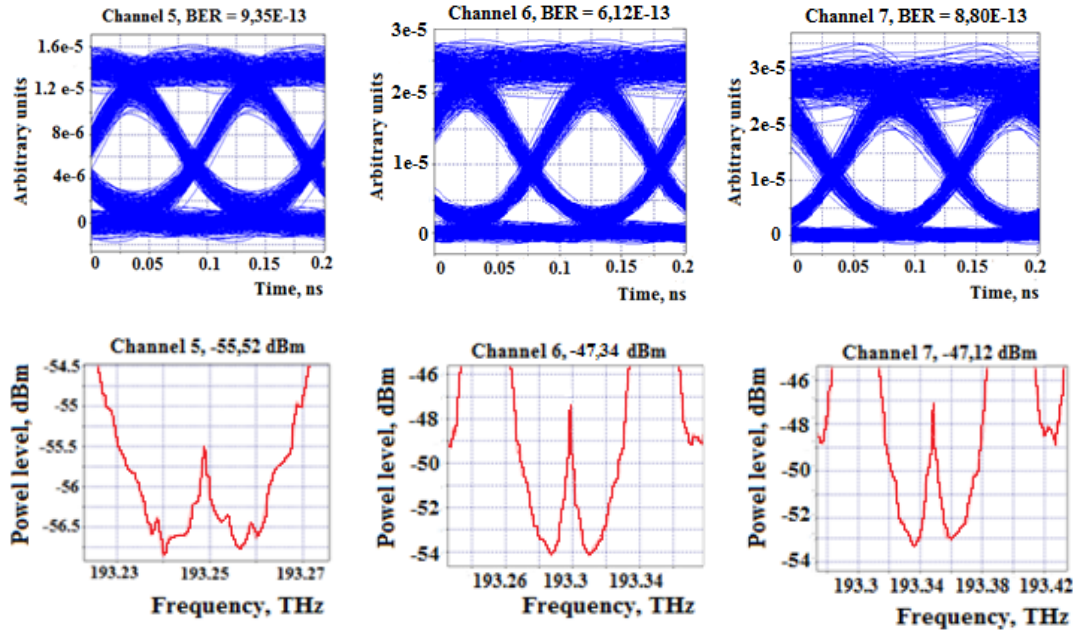 Channel 5, BER = 9,35E-13
Arbitrary units
1.6e-5
1.2 e-5
8e-6
4e-6
0
0 0.05 0.1 0.15 0.2
Time, ns
Channel 6, BER = 6,12E-13
Arbitrary units
3e-5
2e-5
1e-5
0
0 0.05 0.1 0.15 0.2
Time, ns
Channel 7, BER = 8,80E-13
Arbitrary units
3e-5
2e-5
1e-5
0
0 0.05 0.1 0.15 0.2
Time, ns
Channel 5, -55,52 dBm
Powel level, dBm
-54.5
-55
-55.5
-56
-56.5
193.23 193.25 193.27
Frequency, THz
Channel 6, -47,34 dBm
Powel level, dBm
-46
-48
-50
-52
-54
193.26 193.3 193.34
Frequency, THz
Channel 7, -47,12 dBm
Powel level, dBm
-46
-48
-50
-52
-54
193.3 193.34 193.38 193.42
Frequency, THz